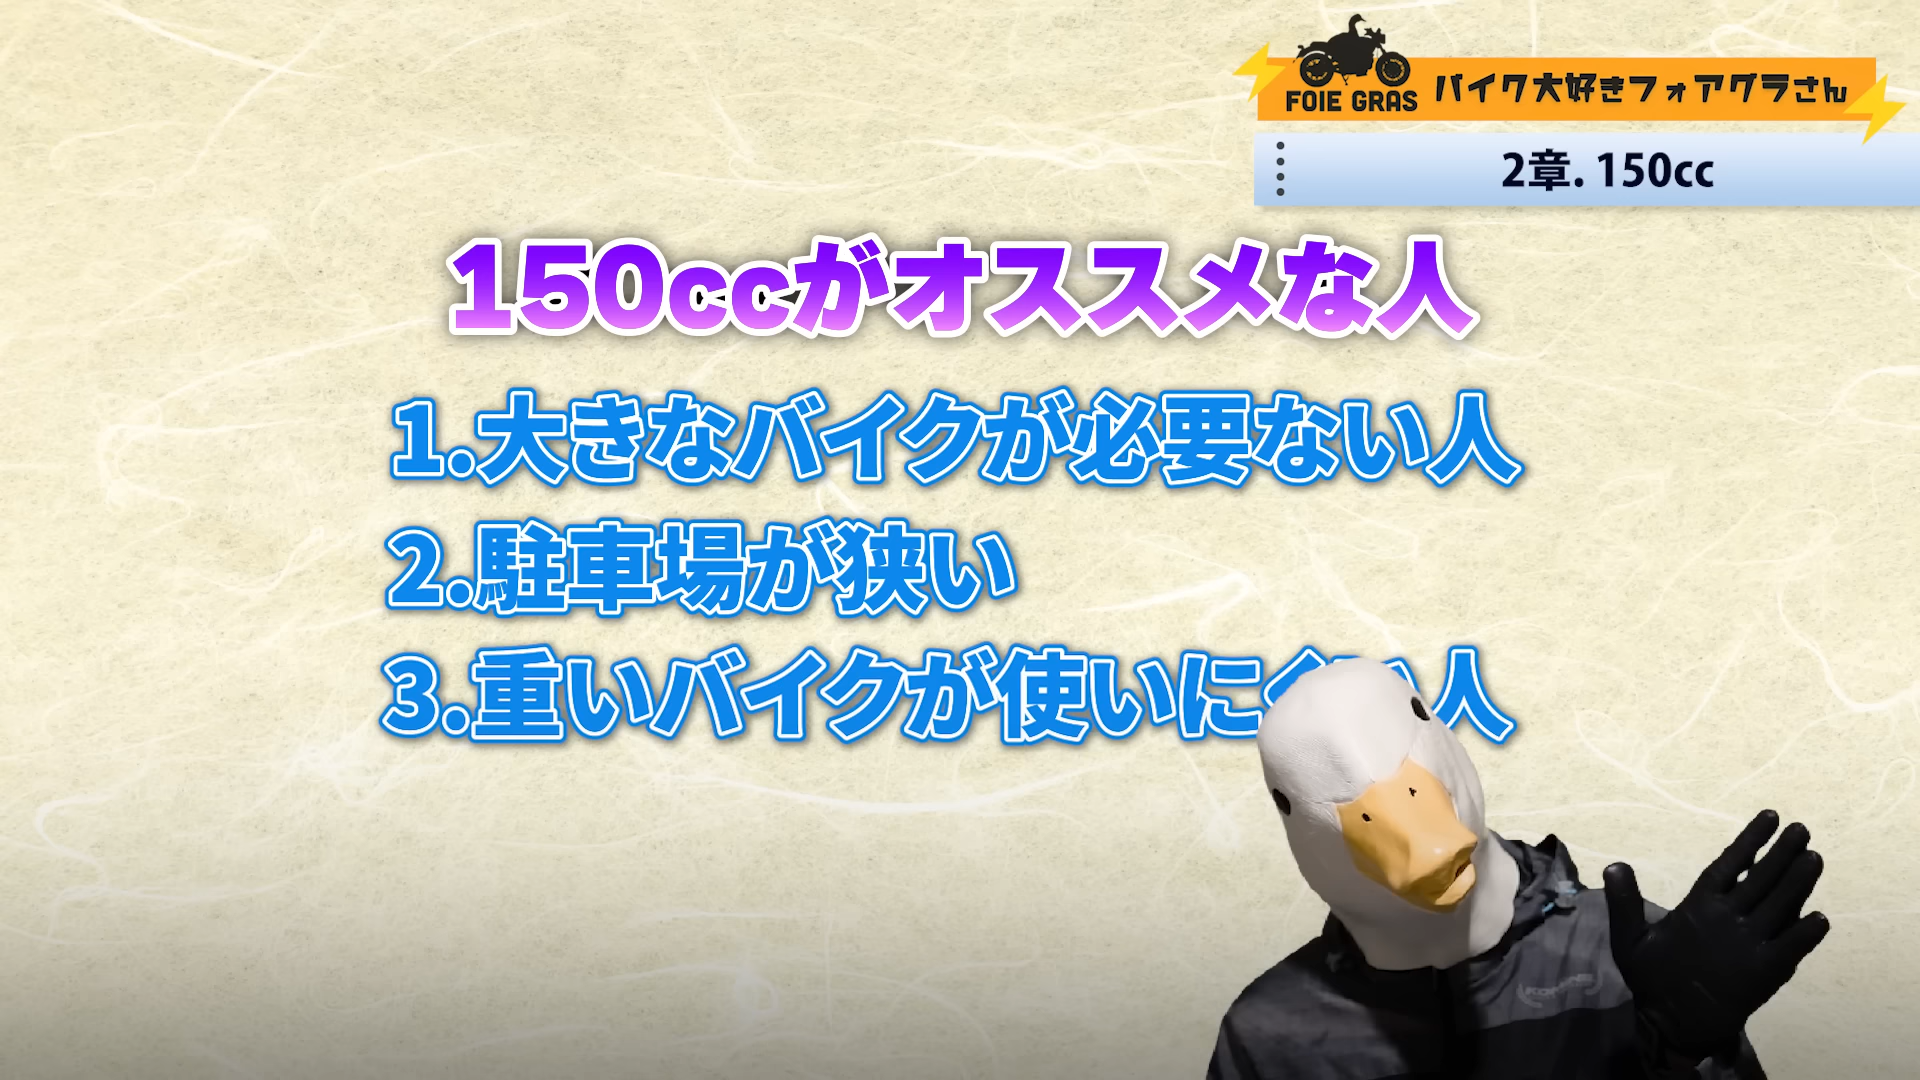 FOIE GRAS
バイク大好きフォアグラさん
2章. 150cc
150ccがオススメな人
1.大きなバイクが必要ない人
2.駐車場が狭い
3.重いバイクが使いに
人